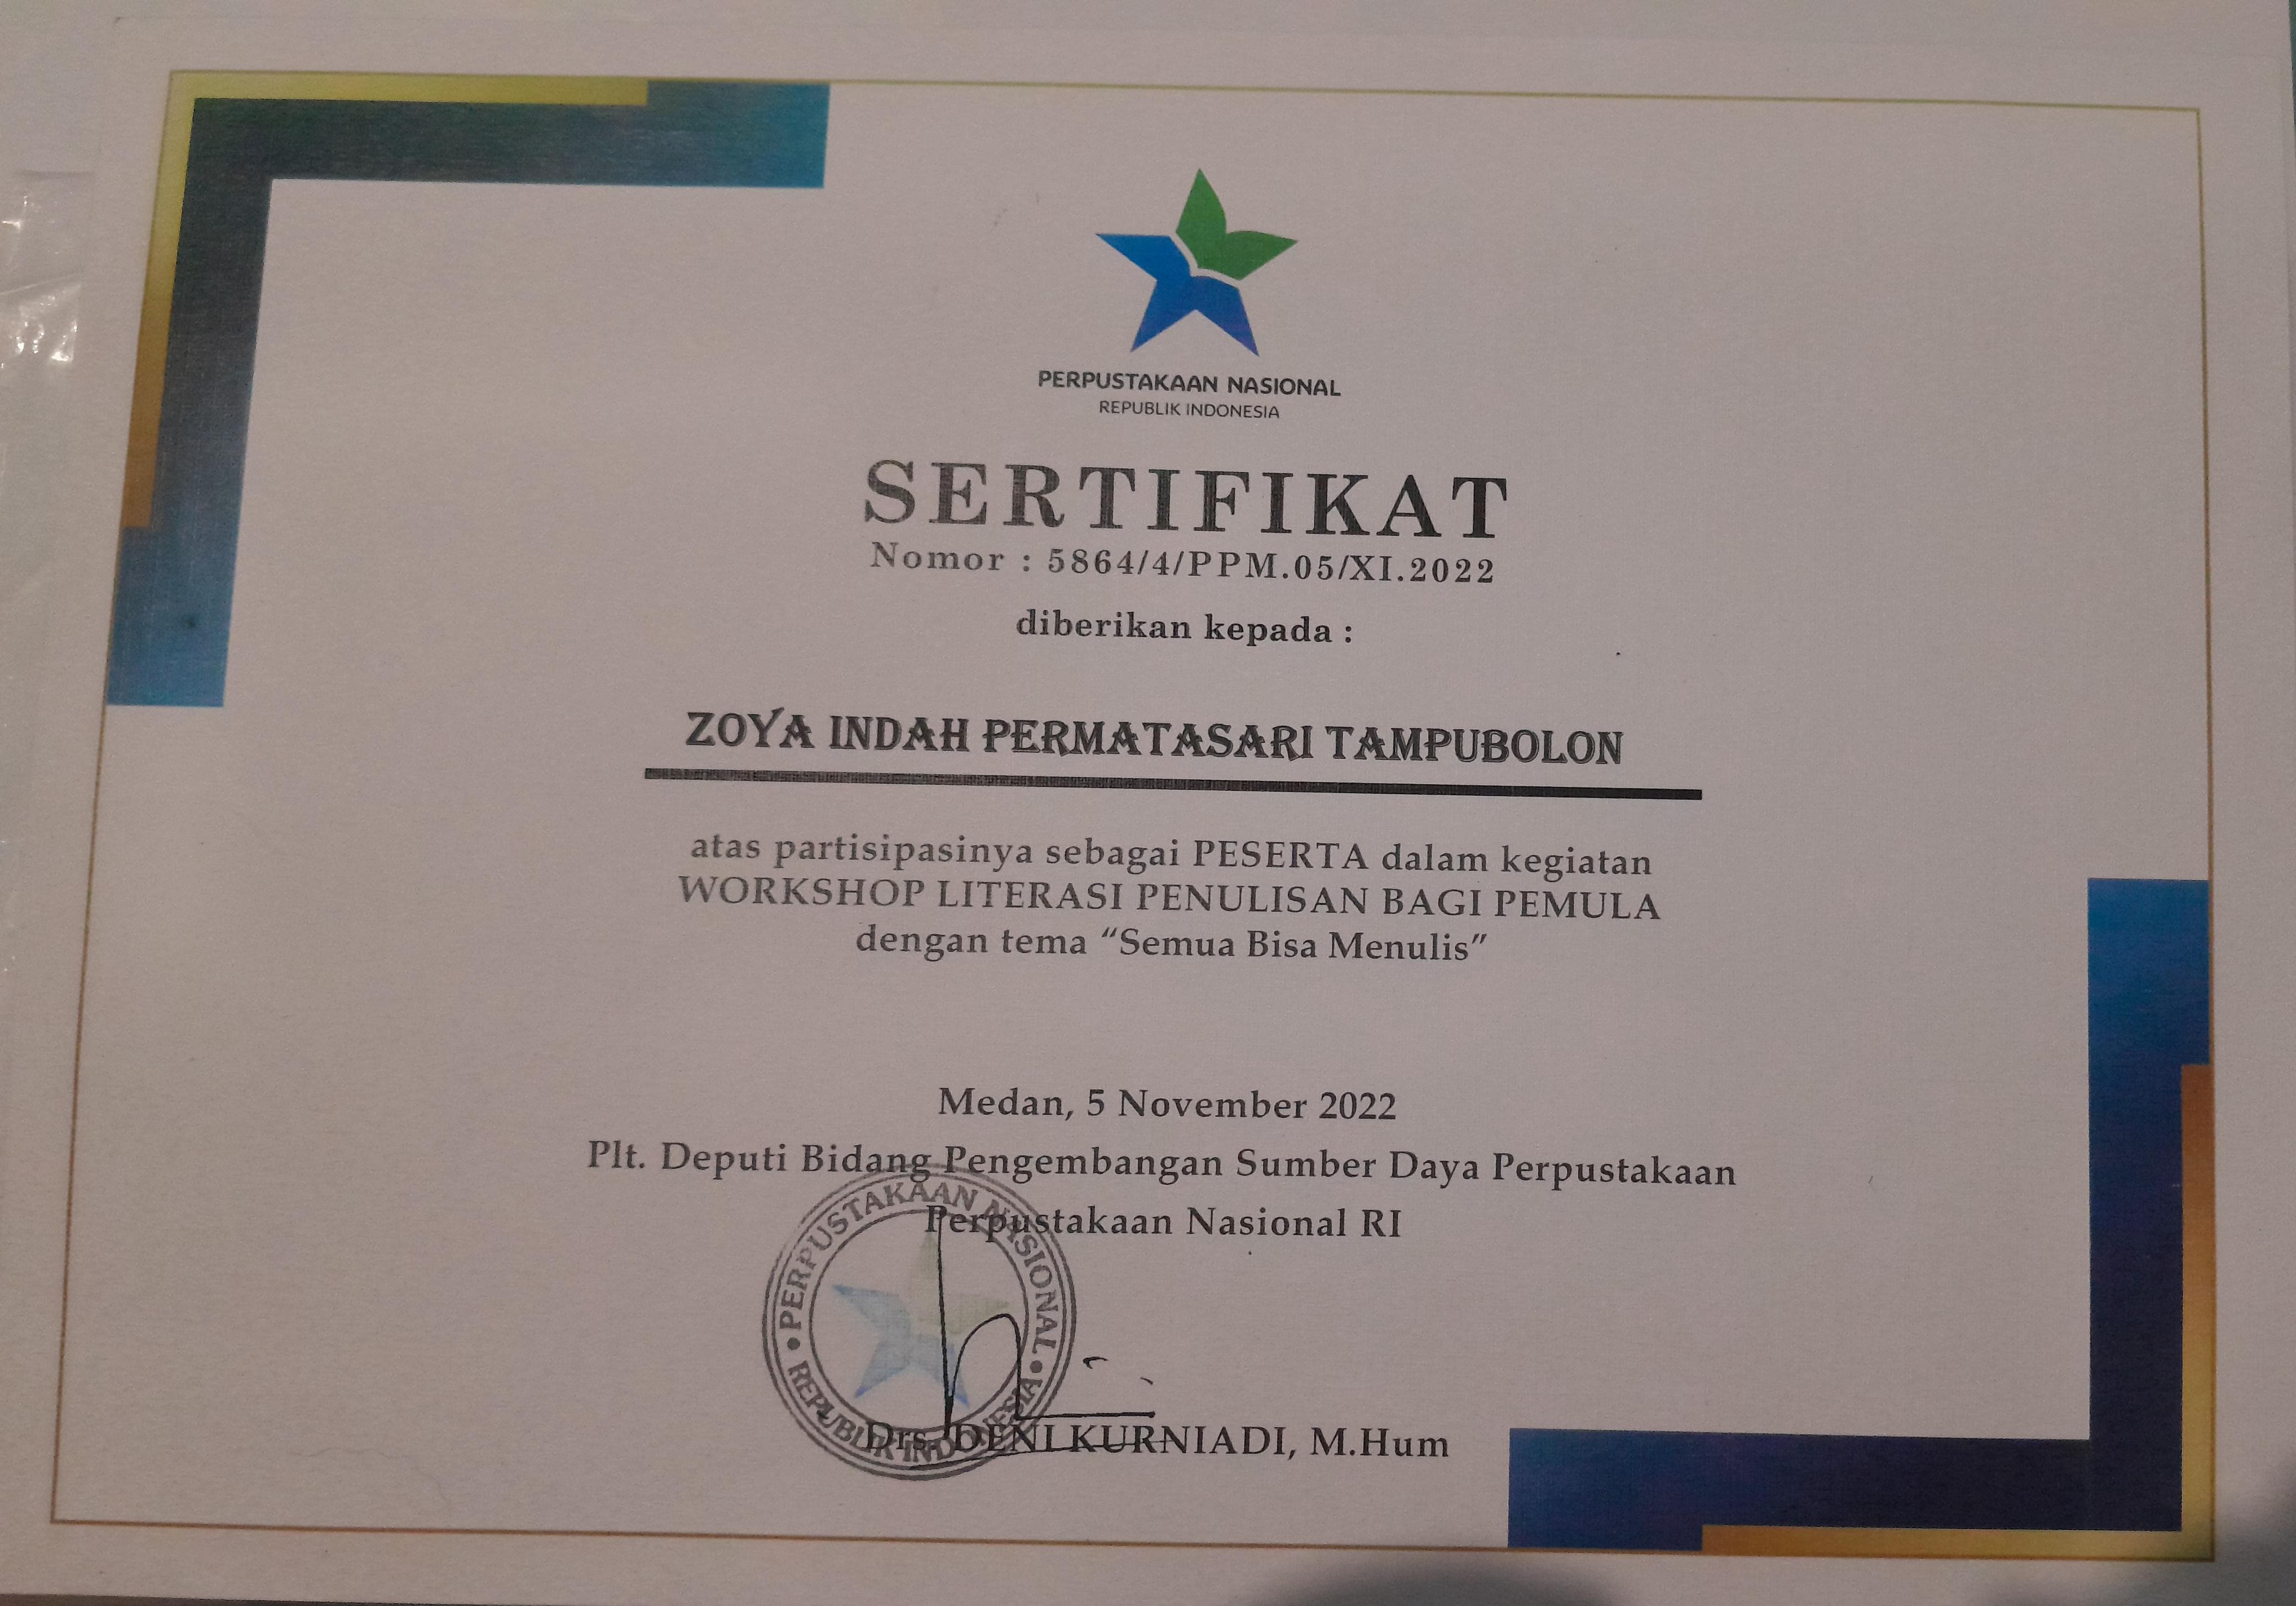 PERPUSTAKAAN NASIONAL
REPUBLIK INDONESIA
SERTIFIKAT
Nomor : 5864/4/PPM.05/XI.2022
diberikan kepada :
ZOYA INDAH PERMATASARI TAMPUBOLON
atas partisipasinya sebagai PESERTA dalam kegiatan
WORKSHOP LITERASI PENULISAN BAGI PEMULA
dengan tema “Semua Bisa Menulis”
Medan, 5 November 2022
Plt. Deputi Bidang Pengembangan Sumber Daya Perpustakaan
Perpustakaan Nasional RI
• PERPUSTAKAAN NASIONAL •
REPUBLIK INDONESIA
Drs. DENI KURNIADI, M.Hum